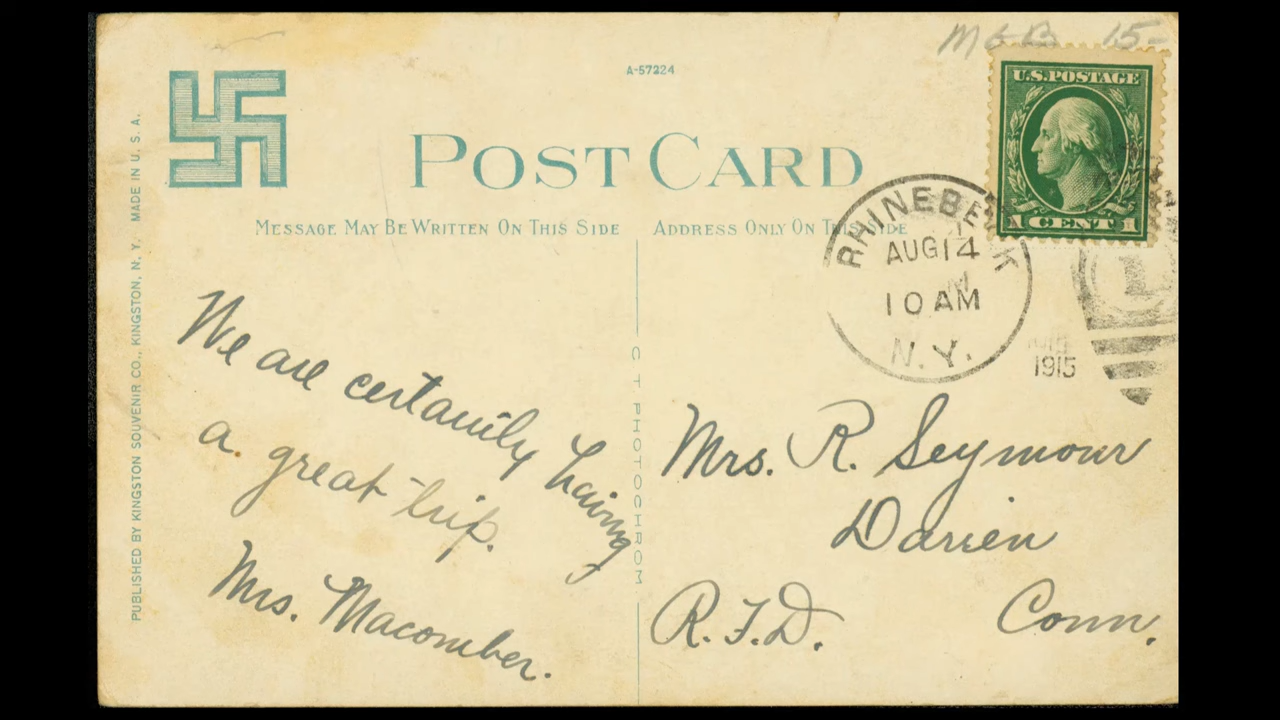 MGB 15-
A-57224
U.S. POSTAGE
1 CENT 1
POST CARD
MESSAGE MAY BE WRITTEN ON THIS SIDE
ADDRESS ONLY ON THIS SIDE
RHINEBECK
AUG 14
10 AM
N.Y.
1915
PUBLISHED BY KINGSTON SOUVENIR CO., KINGSTON, N. Y. MADE IN U. S. A.
C T PHOTOCHROM
We are certainly having
a great trip.
Mrs. Macomber.
Mrs. R. Seymour
Darien
R.F.D. Conn.